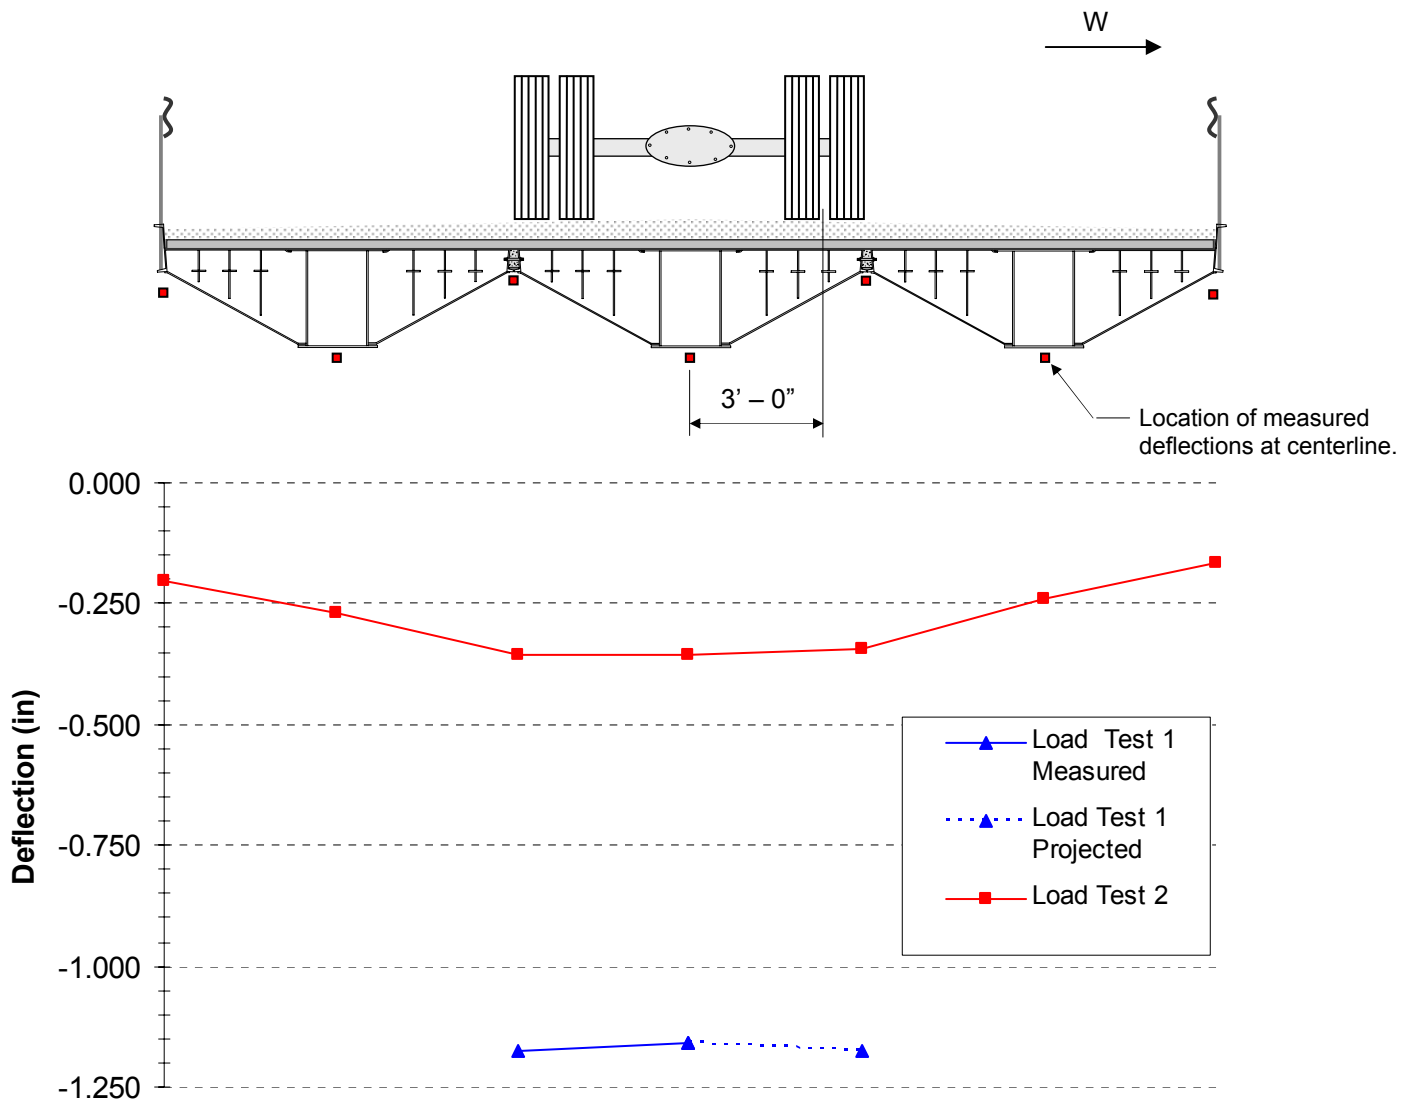 W
3’ – 0”
Location of measured
deflections at centerline.
0.000
-0.250
-0.500
-0.750
-1.000
-1.250
Deflection (in)
Load Test 1
Measured
Load Test 1
Projected
Load Test 2